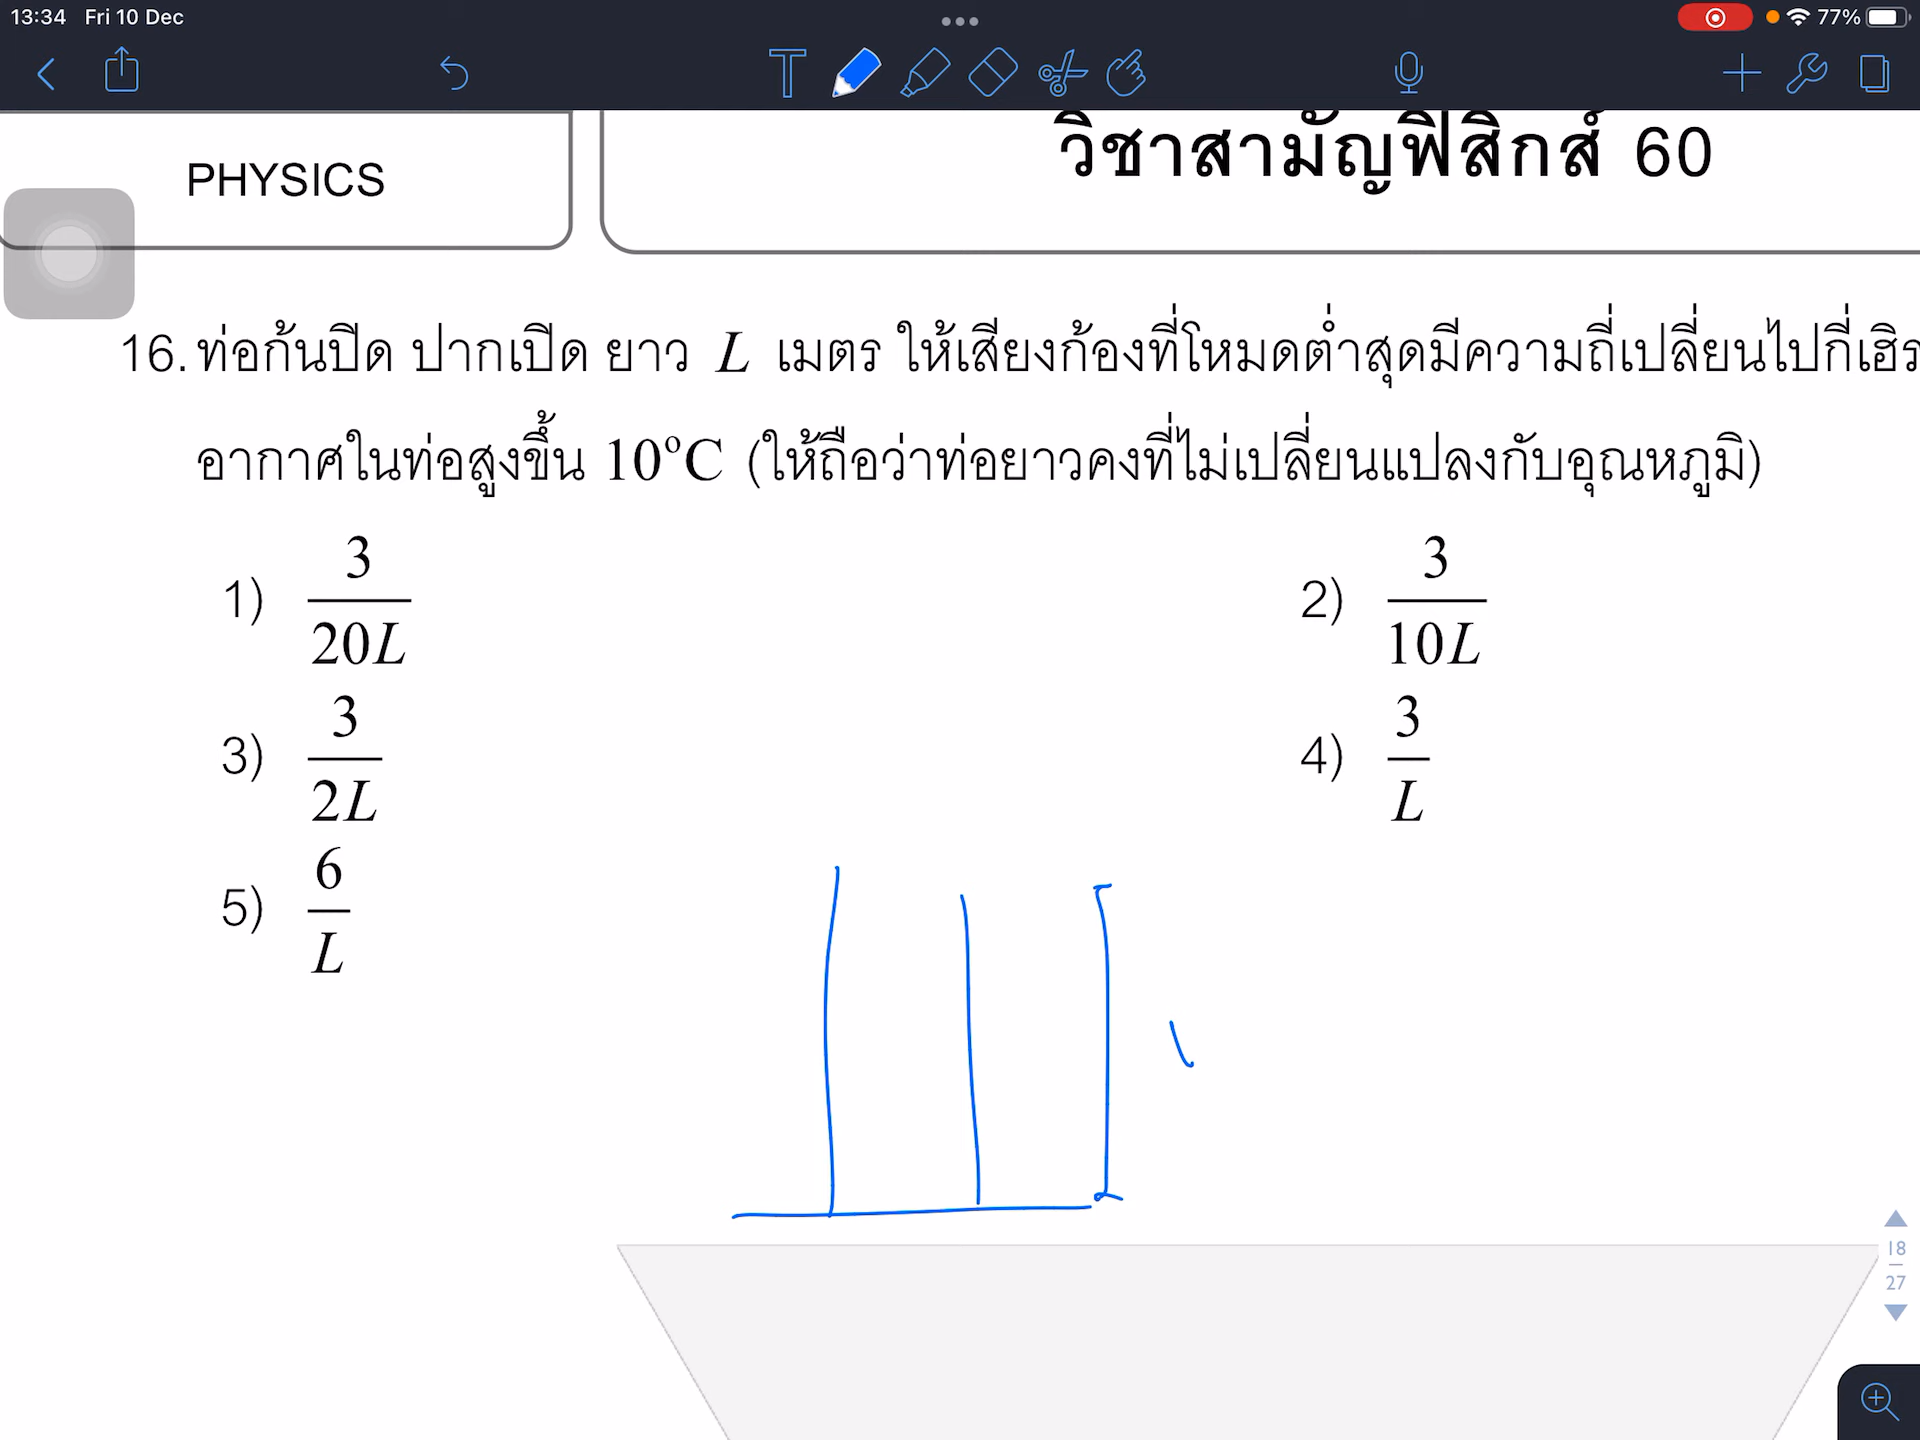 13:34 Fri 10 Dec
77%
PHYSICS
วิชาสามัญฟิสิกส์ 60
16. ท่อก้นปิด ปากเปิด ยาว L เมตร ให้เสียงก้องที่โหมดต่ำสุดมีความถี่เปลี่ยนไปกี่เฮิร
อากาศในท่อสูงขึ้น 10°C (ให้ถือว่าท่อยาวคงที่ไม่เปลี่ยนแปลงกับอุณหภูมิ)
1) 3/20L
2) 3/10L
3) 3/2L
4) 3/L
5) 6/L
18
27